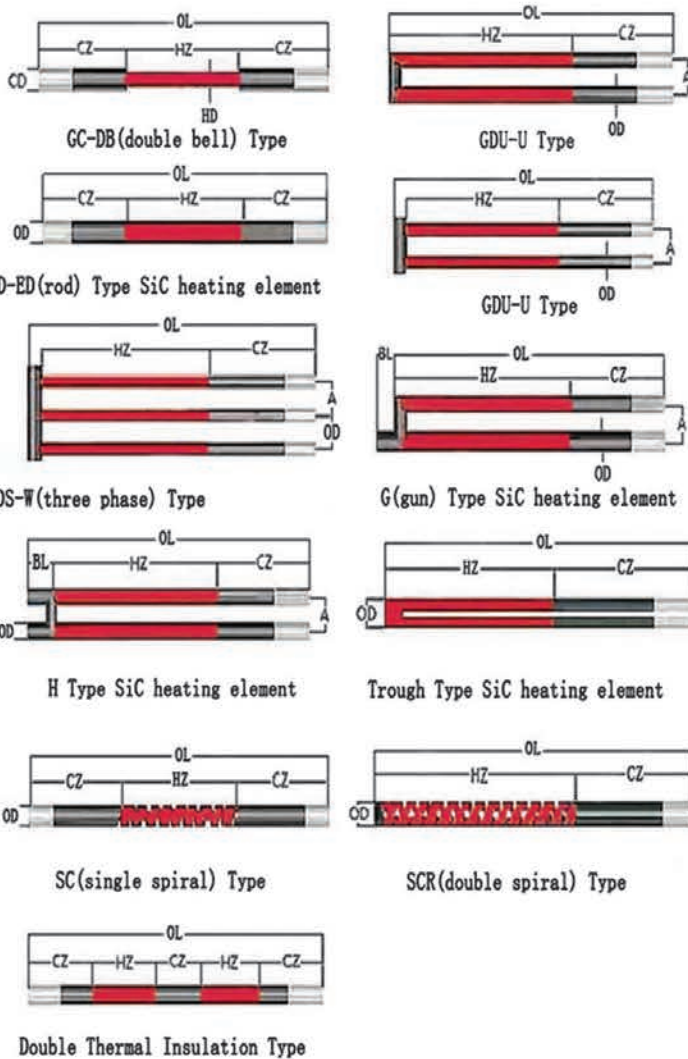 OL
CZ HZ CZ
OD
HD
GC-DB(double bell) Type
OL
HZ CZ
A
OD
GDU-U Type
OL
CZ HZ CZ
OD
D-ED(rod) Type SiC heating element
OL
HZ CZ
A
OD
GDU-U Type
OL
HZ CZ
A
OD
DS-W(three phase) Type
BL OL
HZ CZ
A
OD
G(gun) Type SiC heating element
OL
BL HZ CZ
A
OD
H Type SiC heating element
OL
HZ CZ
OD
Trough Type SiC heating element
OL
CZ HZ CZ
OD
SC(single spiral) Type
OL
HZ CZ
OD
SCR(double spiral) Type
OL
CZ HZ CZ HZ CZ
Double Thermal Insulation Type